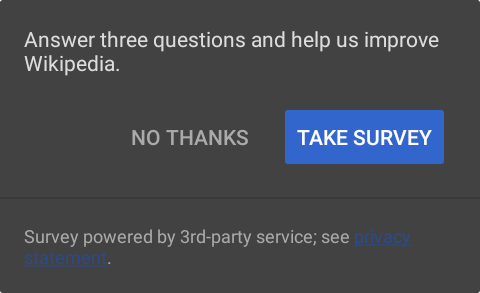 Answer three questions and help us improve
Wikipedia.
NO THANKS
TAKE SURVEY
Survey powered by 3rd-party service; see privacy
statement.